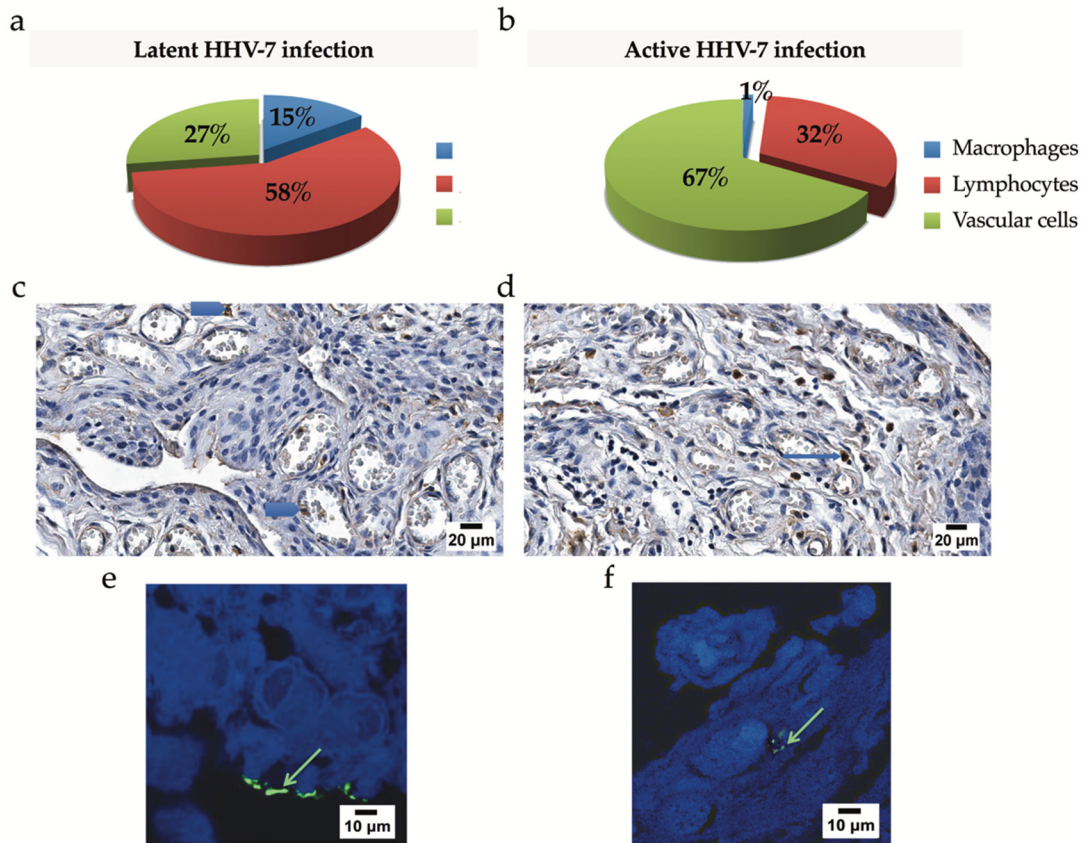 a
Latent HHV-7 infection
15%
27%
58%
b
Active HHV-7 infection
1%
32%
67%
Macrophages
Lymphocytes
Vascular cells
c
20 µm
d
20 µm
e
10 µm
f
10 µm